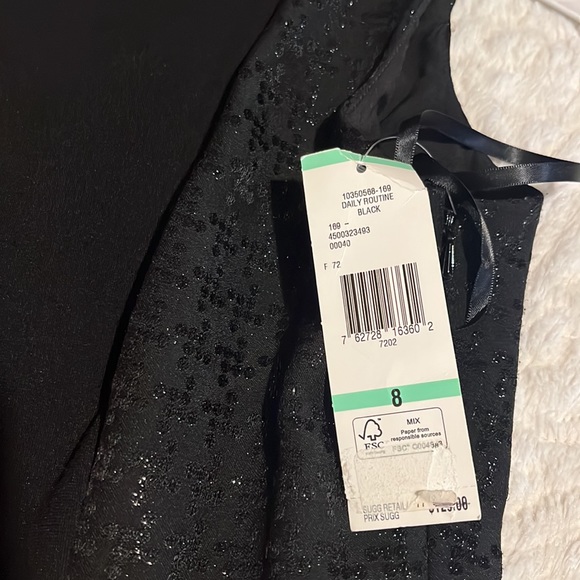 10350568-169
DAILY ROUTINE
BLACK
169 -
4500323493
00040
F 72
7 62728 16360 2
7202
8
FSC
MIX
Paper from
responsible sources
SUGG RETAIL
PRIX SUGG